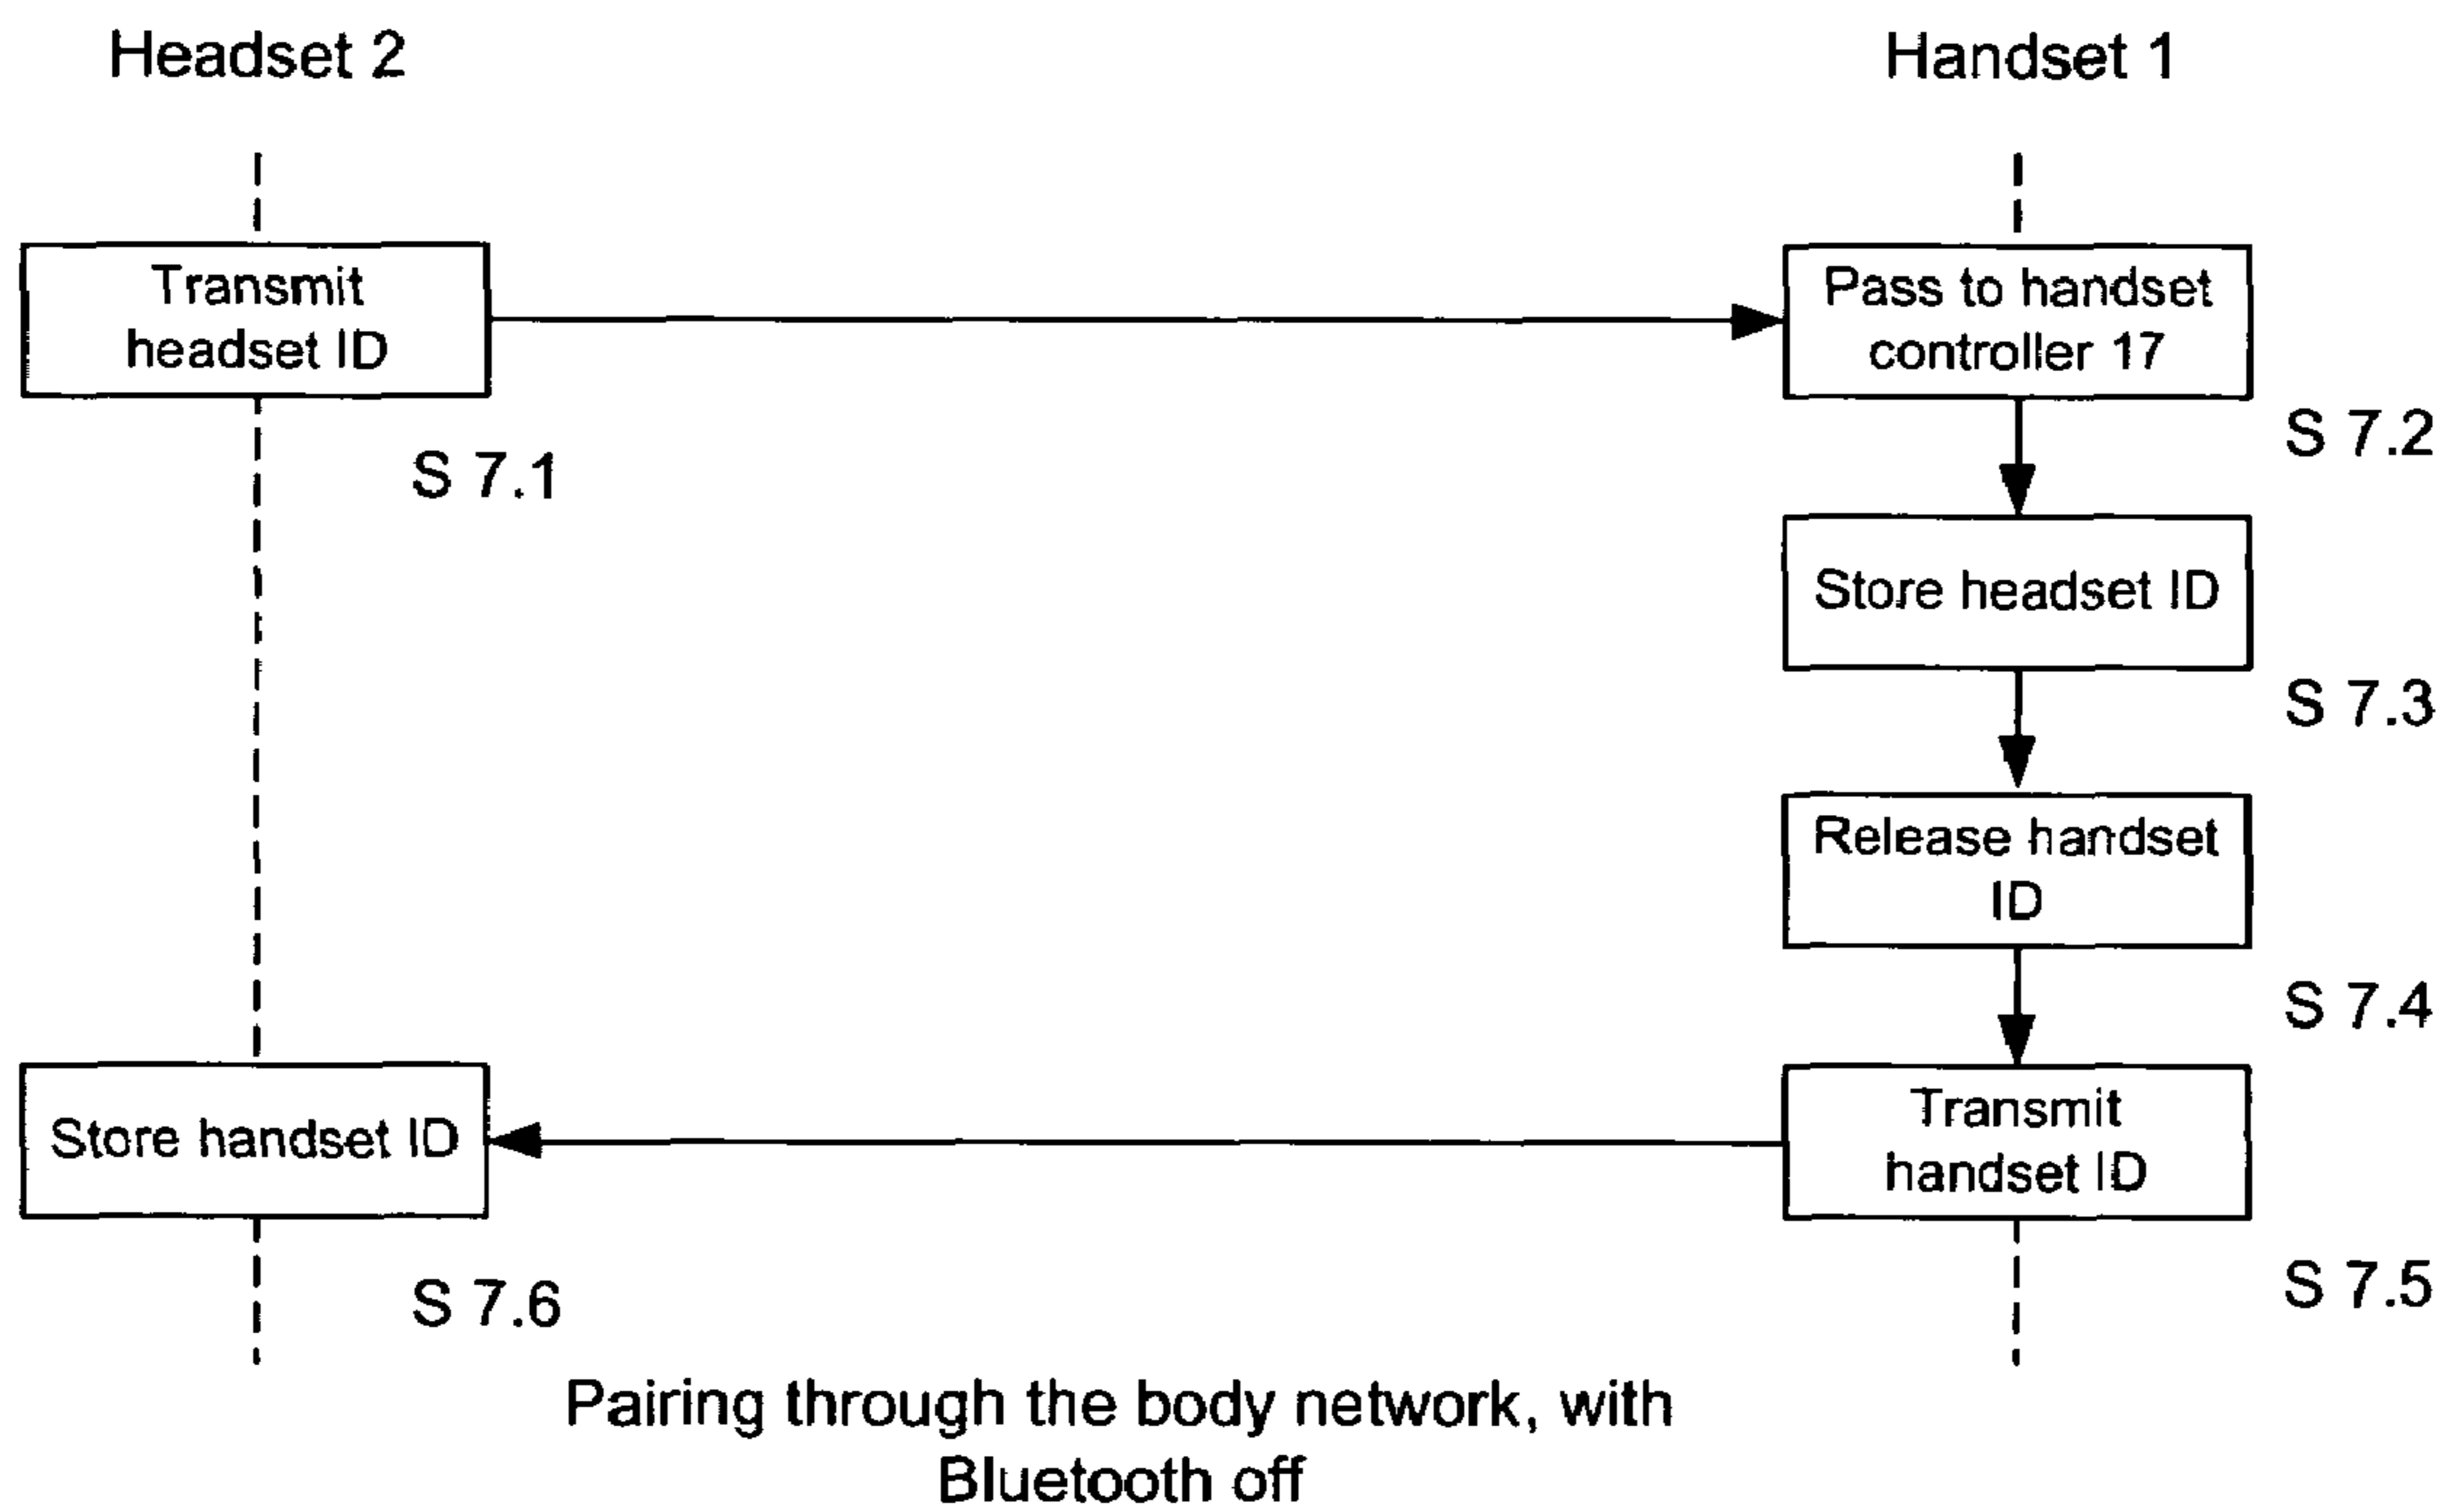 Headset 2
Handset 1
Transmit
headset ID
Pass to handset
controller 17
S 7.1
S 7.2
Store headset ID
S 7.3
Release handset
ID
S 7.4
Store handset ID
Transmit
handset ID
S 7.6
S 7.5
Pairing through the body network, with
Bluetooth off